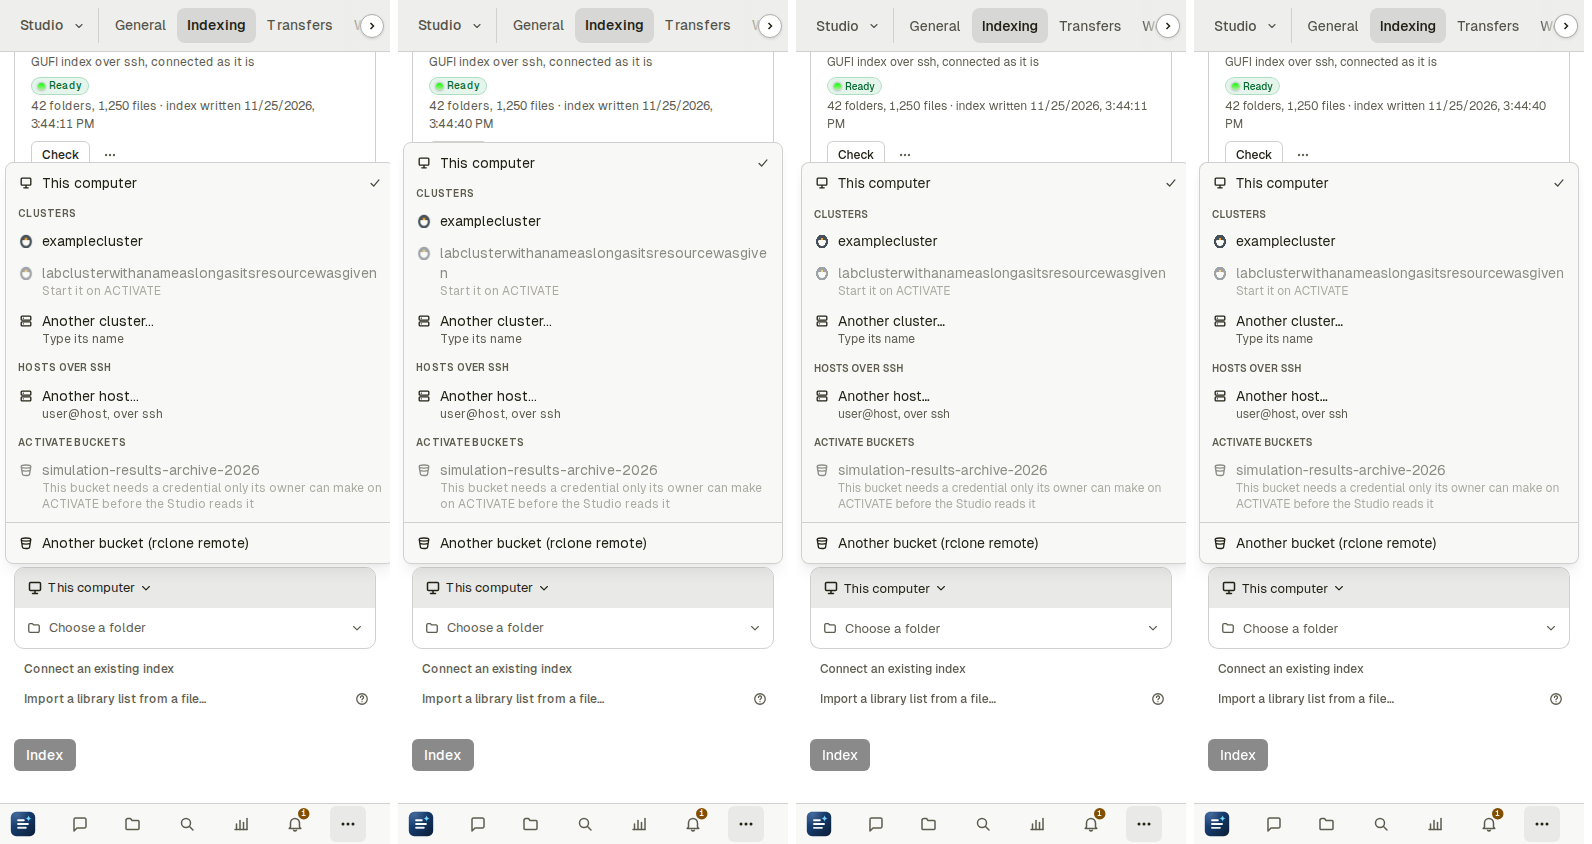 Studio General Indexing Transfers
GUFI index over ssh, connected as it is
Ready
42 folders, 1,250 files · index written 11/25/2026,
3:44:11 PM
Check ...
This computer
CLUSTERS
examplecluster
labclusterwithanameaslongasitsresourcewasgiven
Start it on ACTIVATE
Another cluster...
Type its name
HOSTS OVER SSH
Another host...
user@host, over ssh
ACTIVATE BUCKETS
simulation-results-archive-2026
This bucket needs a credential only its owner can make on
ACTIVATE before the Studio reads it
Another bucket (rclone remote)
This computer
Choose a folder
Connect an existing index
Import a library list from a file...
Index
1
Studio General Indexing Transfers
GUFI index over ssh, connected as it is
Ready
42 folders, 1,250 files · index written 11/25/2026,
3:44:40 PM
This computer
CLUSTERS
examplecluster
labclusterwithanameaslongasitsresourcewasgive
n
Start it on ACTIVATE
Another cluster...
Type its name
HOSTS OVER SSH
Another host...
user@host, over ssh
ACTIVATE BUCKETS
simulation-results-archive-2026
This bucket needs a credential only its owner can make
on ACTIVATE before the Studio reads it
Another bucket (rclone remote)
This computer
Choose a folder
Connect an existing index
Import a library list from a file...
Index
1
Studio General Indexing Transfers W
GUFI index over ssh, connected as it is
Ready
42 folders, 1,250 files · index written 11/25/2026, 3:44:11
PM
Check ...
This computer
CLUSTERS
examplecluster
labclusterwithanameaslongasitsresourcewasgiven
Start it on ACTIVATE
Another cluster...
Type its name
HOSTS OVER SSH
Another host...
user@host, over ssh
ACTIVATE BUCKETS
simulation-results-archive-2026
This bucket needs a credential only its owner can make on
ACTIVATE before the Studio reads it
Another bucket (rclone remote)
This computer
Choose a folder
Connect an existing index
Import a library list from a file...
Index
1
Studio General Indexing Transfers W
GUFI index over ssh, connected as it is
Ready
42 folders, 1,250 files · index written 11/25/2026, 3:44:40
PM
Check ...
This computer
CLUSTERS
examplecluster
labclusterwithanameaslongasitsresourcewasgiven
Start it on ACTIVATE
Another cluster...
Type its name
HOSTS OVER SSH
Another host...
user@host, over ssh
ACTIVATE BUCKETS
simulation-results-archive-2026
This bucket needs a credential only its owner can make on
ACTIVATE before the Studio reads it
Another bucket (rclone remote)
This computer
Choose a folder
Connect an existing index
Import a library list from a file...
Index
1